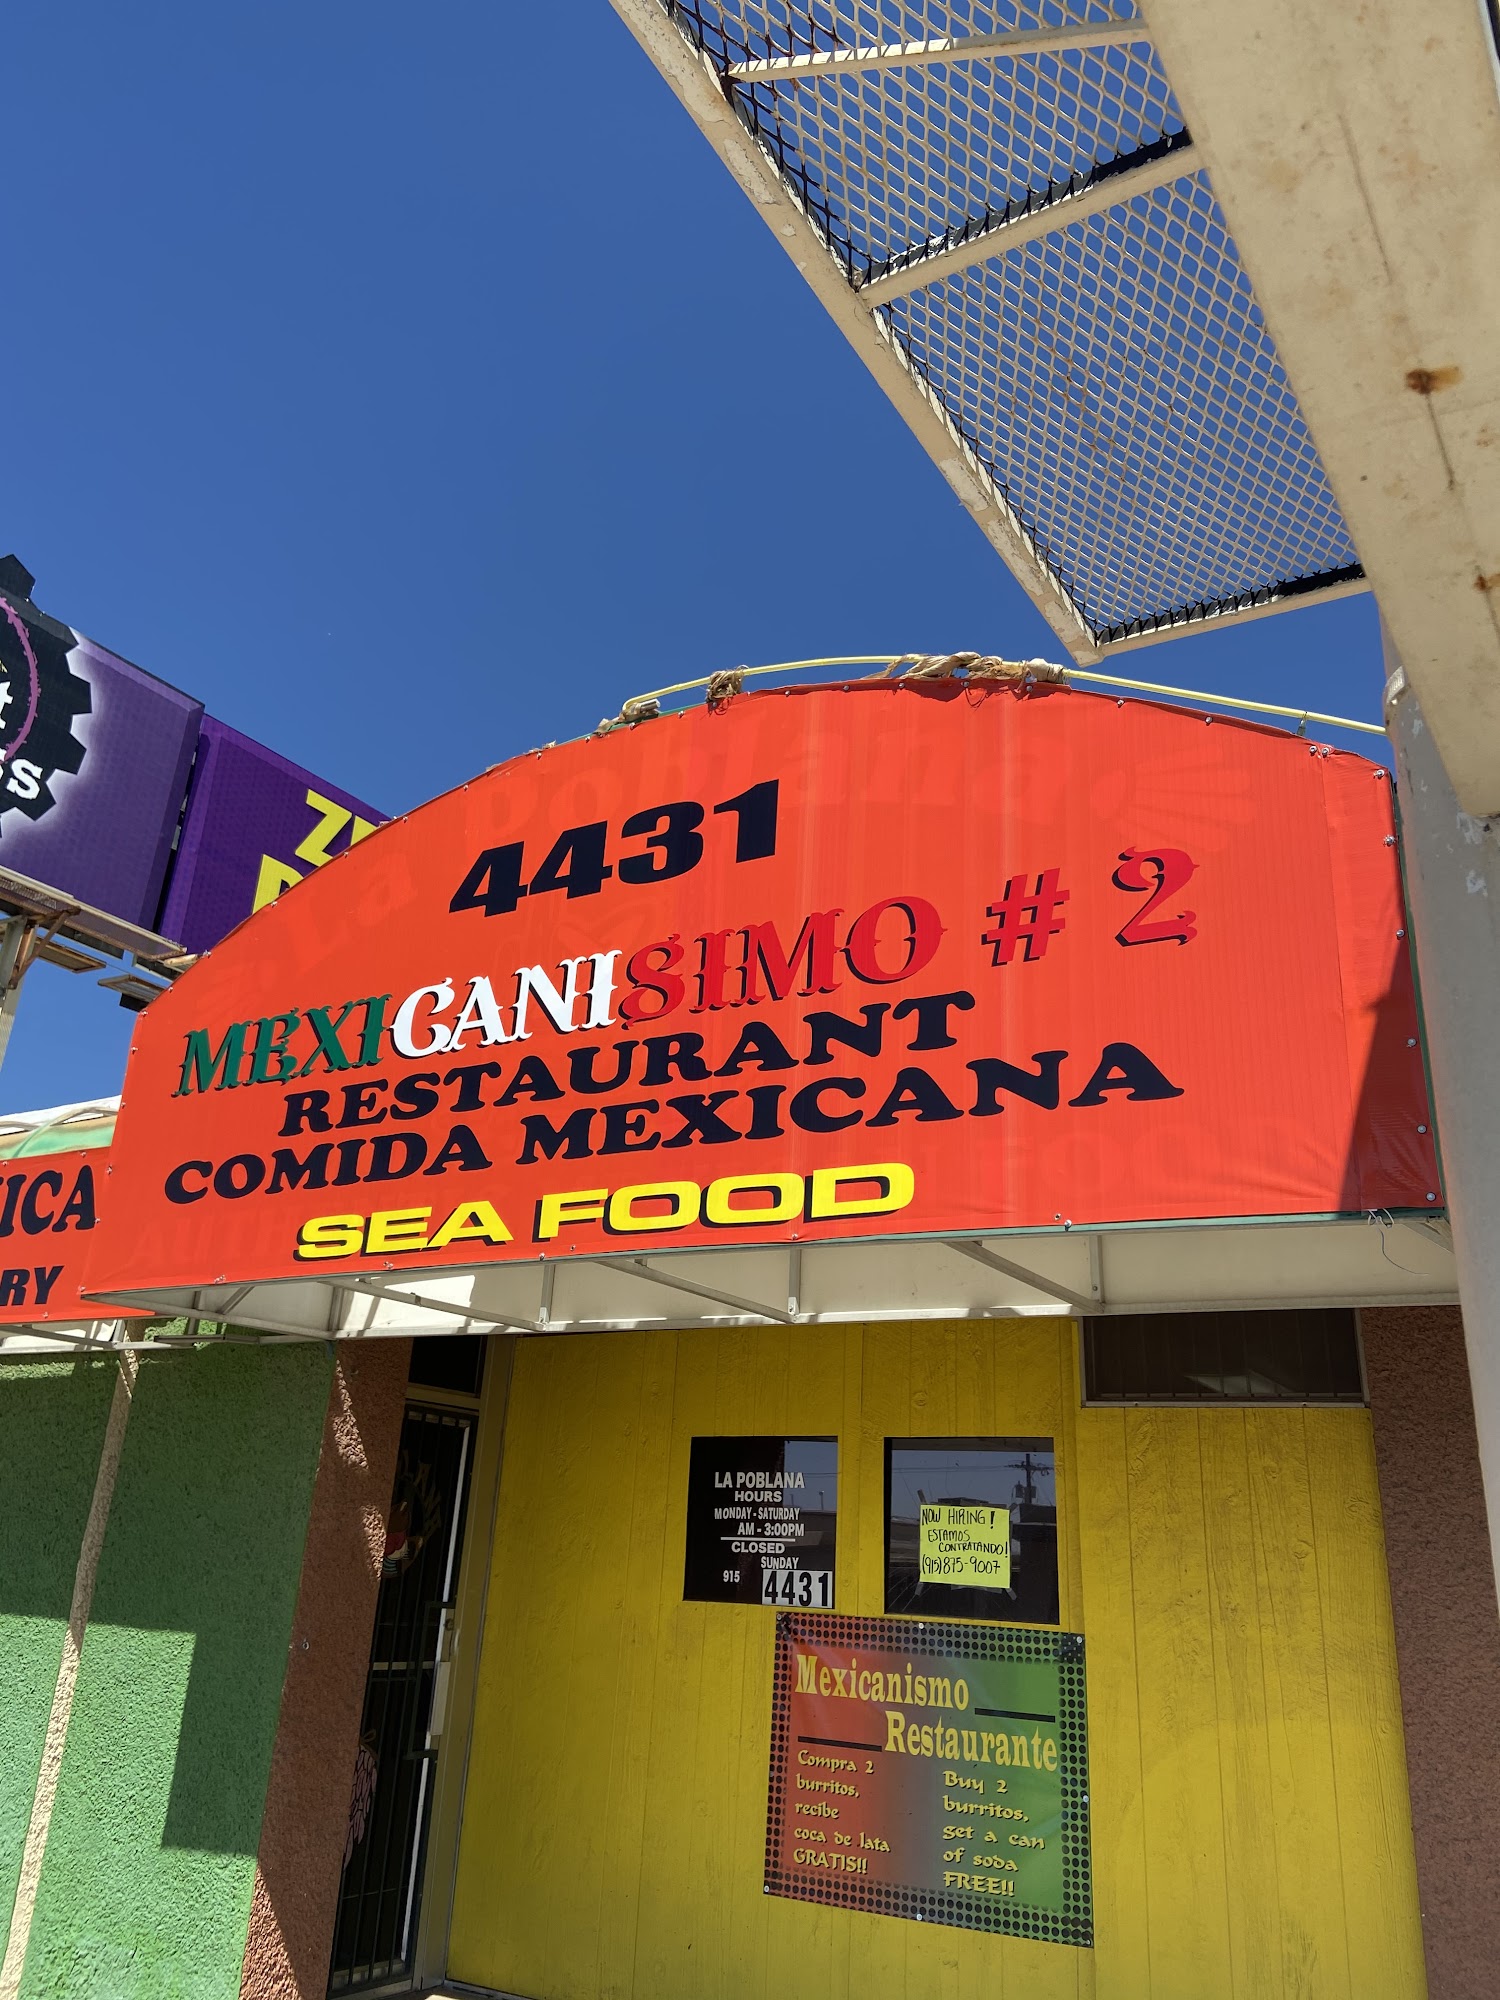 4431
MEXICANISIMO # 2
RESTAURANT
COMIDA MEXICANA
SEA FOOD
La Poblana
LA POBLANA
HOURS
MONDAY - SATURDAY
AM - 3:00PM
CLOSED
SUNDAY
915
4431
NOW HIRING!
ESTAMOS
CONTRATANDO!
(915)875-9007
Mexicanismo
Restaurante
Compra 2
burritos,
recibe
coca de lata
GRATIS!!
Buy 2
burritos,
get a can
of soda
FREE!!